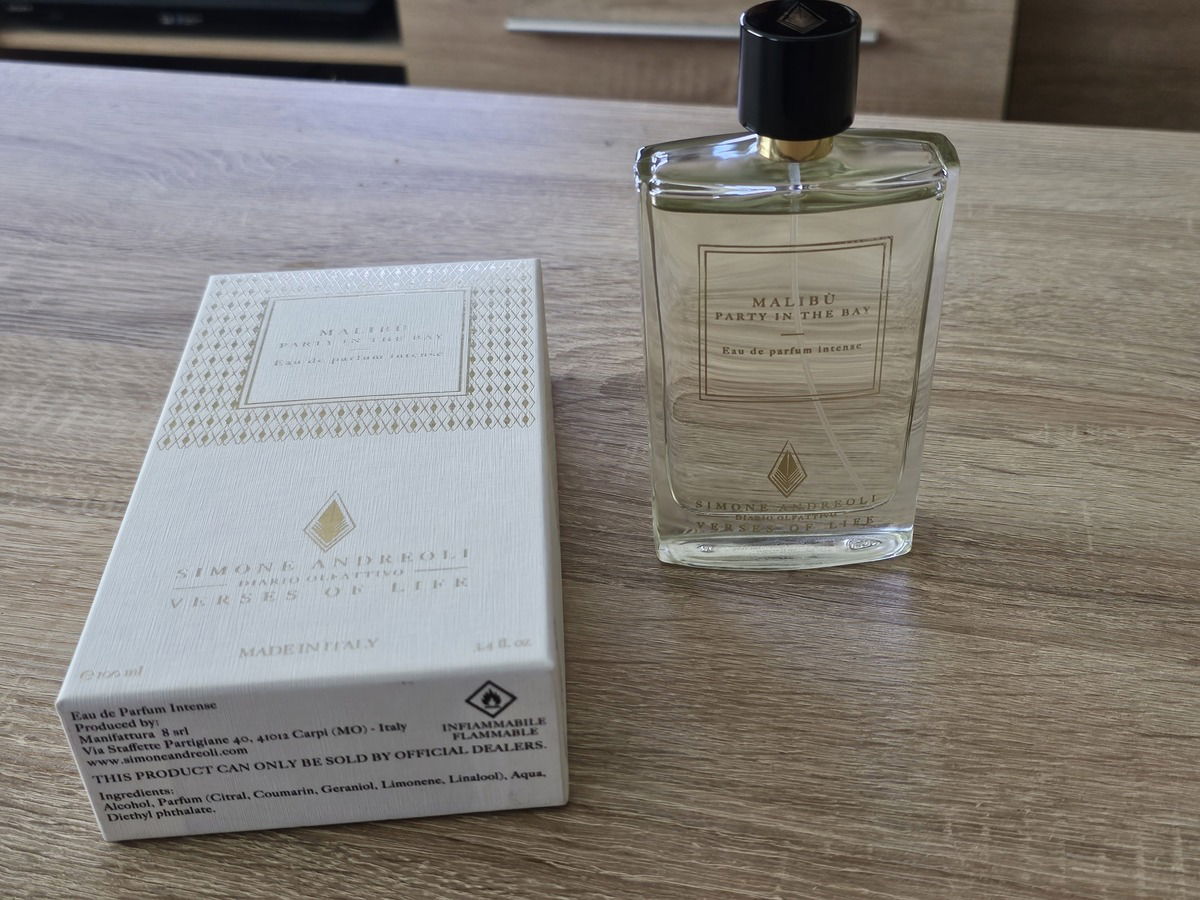 MALIBÙ
PARTY IN THE BAY
Eau de parfum intense
SIMONE ANDREOLI
DIARIO OLFATTIVO
VERSES OF LIFE
MADE IN ITALY
℮ 100 ml
3.4 fl. oz
Eau de Parfum Intense
Produced by:
Manifattura 8 srl
Via Staffette Partigiane 40, 41012 Carpi (MO) - Italy
www.simoneandreoli.com
INFIAMMABILE
FLAMMABLE
THIS PRODUCT CAN ONLY BE SOLD BY OFFICIAL DEALERS.
Ingredients:
Alcohol, Parfum (Citral, Coumarin, Geraniol, Limonene, Linalool), Aqua,
Diethyl phthalate.
MALIBÙ
PARTY IN THE BAY
Eau de parfum intense
SIMONE ANDREOLI
DIARIO OLFATTIVO
VERSES OF LIFE